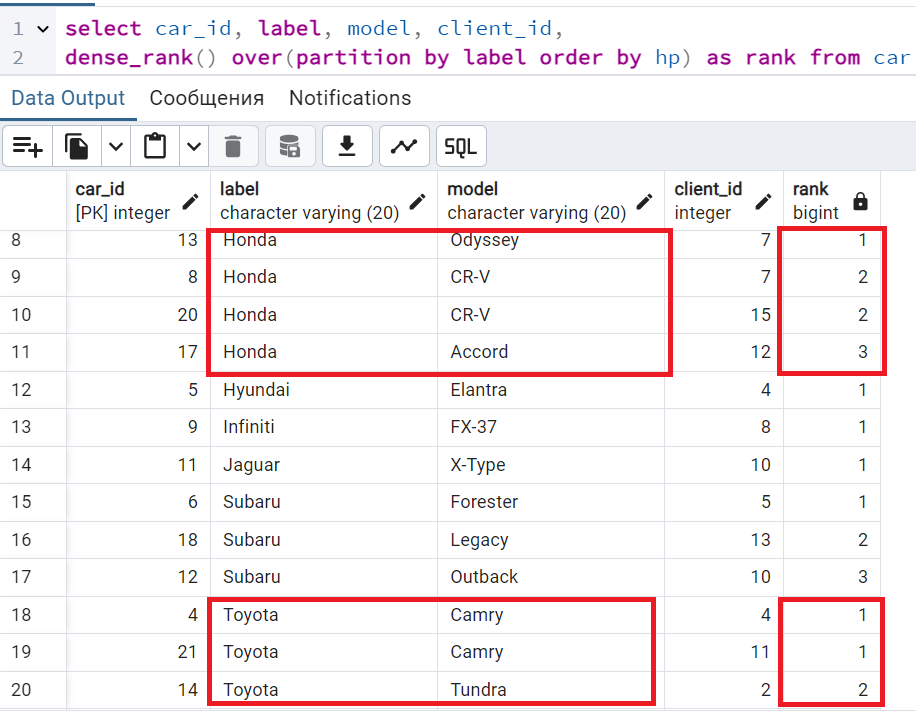 1 select car_id, label, model, client_id,
2 dense_rank() over(partition by label order by hp) as rank from car
Data Output Сообщения Notifications
SQL
car_id label model client_id rank
[PK] integer character varying (20) character varying (20) integer bigint
8 13 Honda Odyssey 7 1
9 8 Honda CR-V 7 2
10 20 Honda CR-V 15 2
11 17 Honda Accord 12 3
12 5 Hyundai Elantra 4 1
13 9 Infiniti FX-37 8 1
14 11 Jaguar X-Type 10 1
15 6 Subaru Forester 5 1
16 18 Subaru Legacy 13 2
17 12 Subaru Outback 10 3
18 4 Toyota Camry 4 1
19 21 Toyota Camry 11 1
20 14 Toyota Tundra 2 2